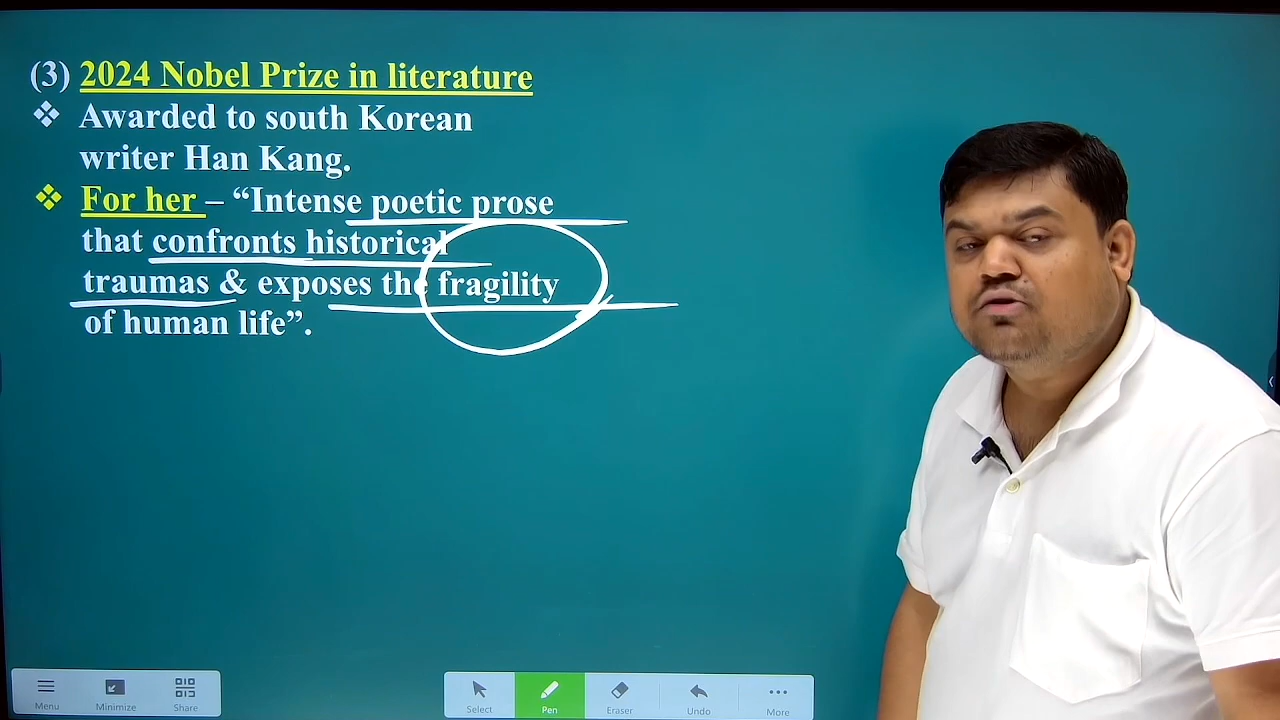 (3) 2024 Nobel Prize in literature
❖ Awarded to south Korean
writer Han Kang.
❖ For her – “Intense poetic prose
that confronts historical
traumas & exposes the fragility
of human life”.
Menu Minimize Share Select Pen Eraser Undo More